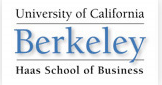 University of California
Berkeley
Haas School of Business